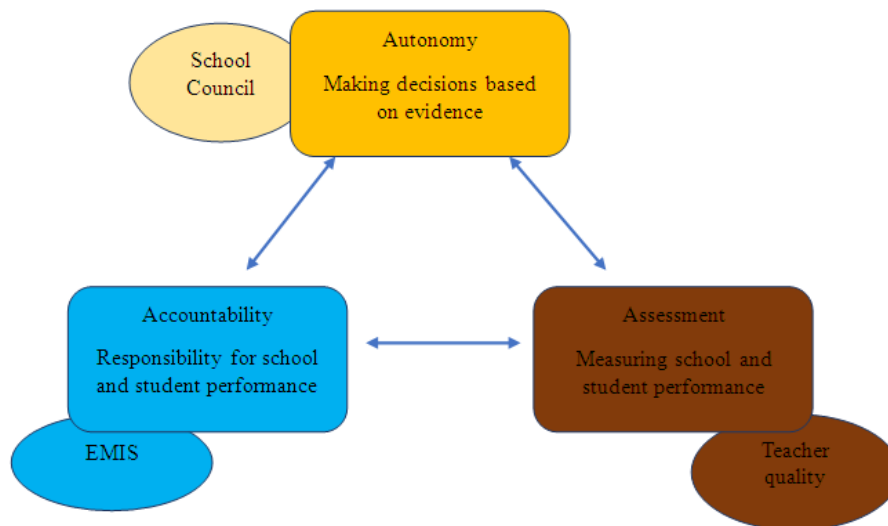 School
Council
Autonomy
Making decisions based
on evidence
Accountability
Responsibility for school
and student performance
EMIS
Assessment
Measuring school and
student performance
Teacher
quality